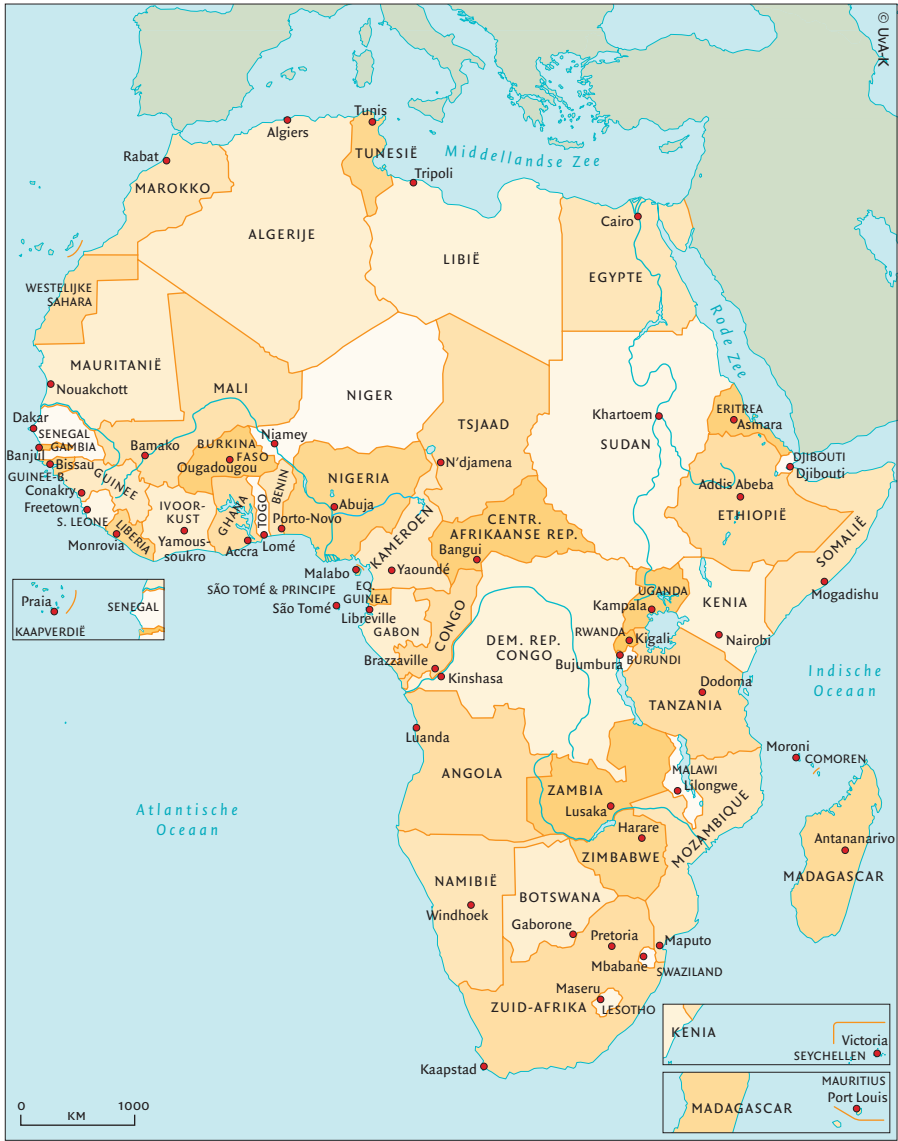 © UvA-K
Tunis
Algiers
TUNESIË
Middellandse Zee
Rabat
Tripoli
MAROKKO
Cairo
ALGERIJE
LIBIË
EGYPTE
WESTELIJKE
SAHARA
Rode Zee
MAURITANIË
Nouakchott
MALI
NIGER
TSJAAD
Khartoem
SUDAN
ERITREA
Asmara
Dakar
SENEGAL
GAMBIA
Banjul
Bissau
GUINEE-B.
GUINEE
Conakry
Freetown
S. LEONE
Monrovia
LIBERIA
Bamako
BURKINA
FASO
Ougadougou
Niamey
NIGERIA
Abuja
N'djamena
DJIBOUTI
Djibouti
Addis Abeba
ETHIOPIË
SOMALIË
Mogadishu
IVOOR-
KUST
Yamous-
soukro
GHANA
TOGO
BENIN
Porto-Novo
Accra
Lomé
KAMEROEN
CENTR.
AFRIKAANSE REP.
Bangui
Malabo
Yaoundé
SÃO TOMÉ & PRINCIPE
EQ.
GUINEA
São Tomé
Libreville
GABON
CONGO
Brazzaville
Kinshasa
DEM. REP.
CONGO
UGANDA
Kampala
KENIA
Nairobi
RWANDA
Kigali
Bujumbura
BURUNDI
Praia
KAAPVERDIË
SENEGAL
Indische
Oceaan
Dodoma
TANZANIA
Luanda
ANGOLA
Moroni
COMOREN
MALAWI
Lilongwe
ZAMBIA
Lusaka
MOZAMBIQUE
Atlantische
Oceaan
Harare
ZIMBABWE
Antananarivo
MADAGASCAR
NAMIBIË
Windhoek
BOTSWANA
Gaborone
Pretoria
Maputo
Mbabane
SWAZILAND
Maseru
LESOTHO
ZUID-AFRIKA
Kaapstad
KENIA
Victoria
SEYCHELLEN
MADAGASCAR
MAURITIUS
Port Louis
0 1000
KM